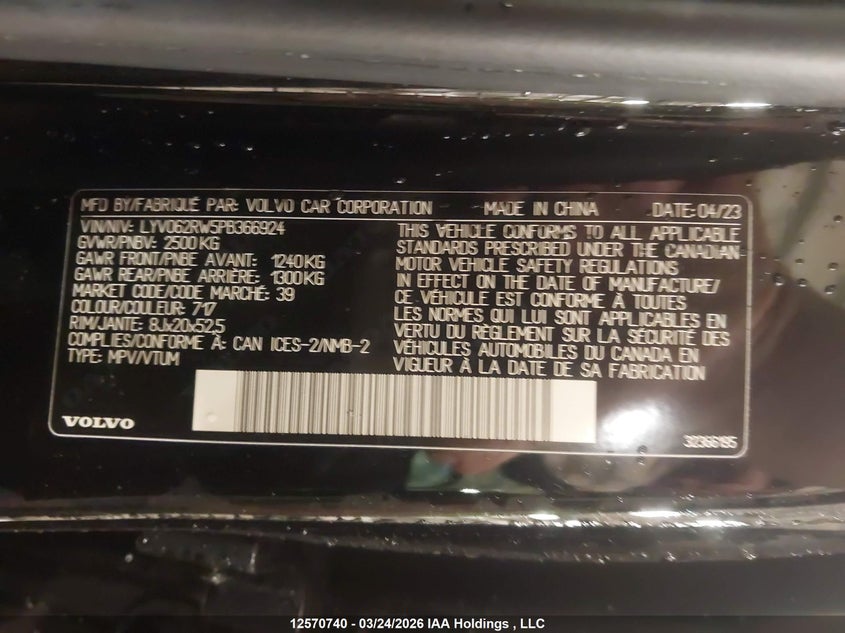 MFD BY/FABRIQUÉ PAR: VOLVO CAR CORPORATION MADE IN CHINA DATE: 04/23
VIN/NIV: LYV062RW5PB366924
GVWR/PNBV: 2500 KG
GAWR FRONT/PNBE AVANT: 1240 KG
GAWR REAR/PNBE ARRIÈRE: 1300 KG
MARKET CODE/CODE MARCHÉ: 39
COLOUR/COULEUR: 717
RIM/JANTE: 8Jx20x52.5
COMPLIES/CONFORME À: CAN ICES-2/NMB-2
TYPE: MPV/VTUM
THIS VEHICLE CONFORMS TO ALL APPLICABLE
STANDARDS PRESCRIBED UNDER THE CANADIAN
MOTOR VEHICLE SAFETY REGULATIONS
IN EFFECT ON THE DATE OF MANUFACTURE/
CE VÉHICULE EST CONFORME À TOUTES
LES NORMES QUI LUI SONT APPLICABLES EN
VERTU DU RÈGLEMENT SUR LA SÉCURITÉ DES
VÉHICULES AUTOMOBILES DU CANADA EN
VIGUEUR À LA DATE DE SA FABRICATION
VOLVO
32366195
12570740 - 03/24/2026 IAA Holdings , LLC